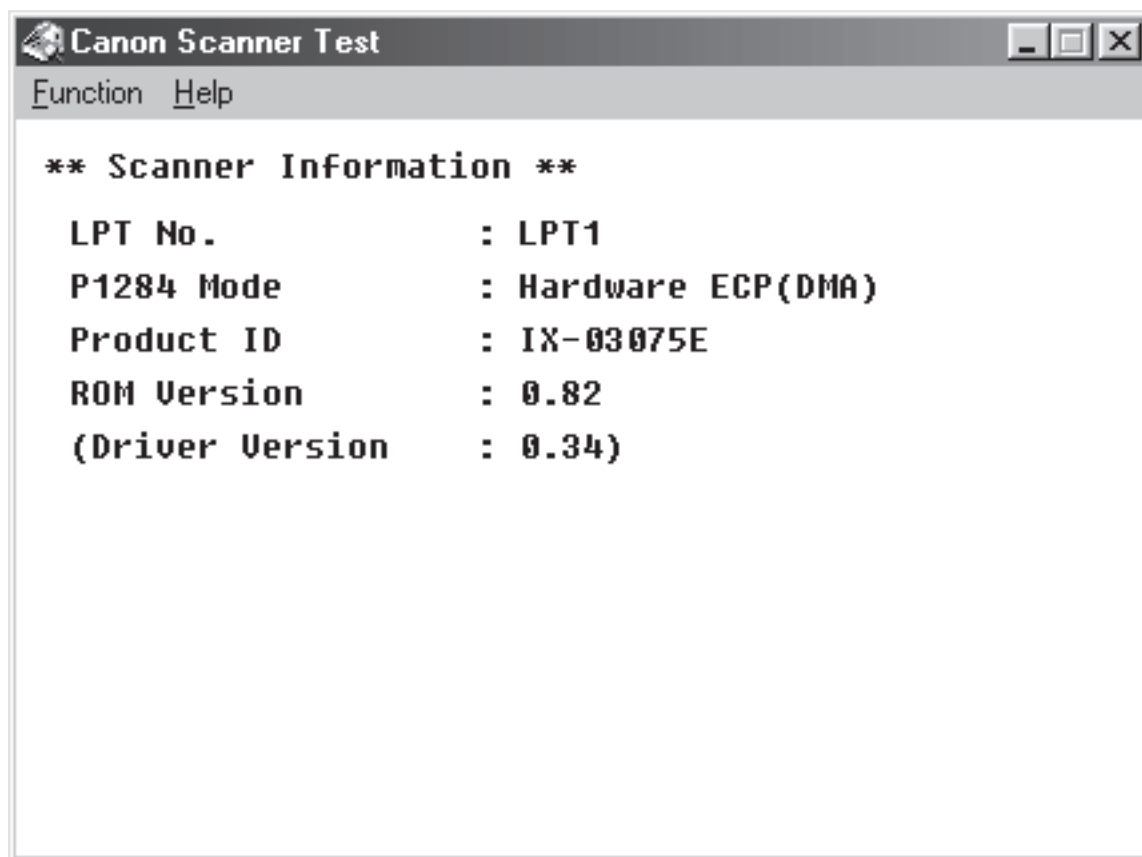 Canon Scanner Test
Function Help
** Scanner Information **
LPT No. : LPT1
P1284 Mode : Hardware ECP(DMA)
Product ID : IX-03075E
ROM Version : 0.82
(Driver Version : 0.34)